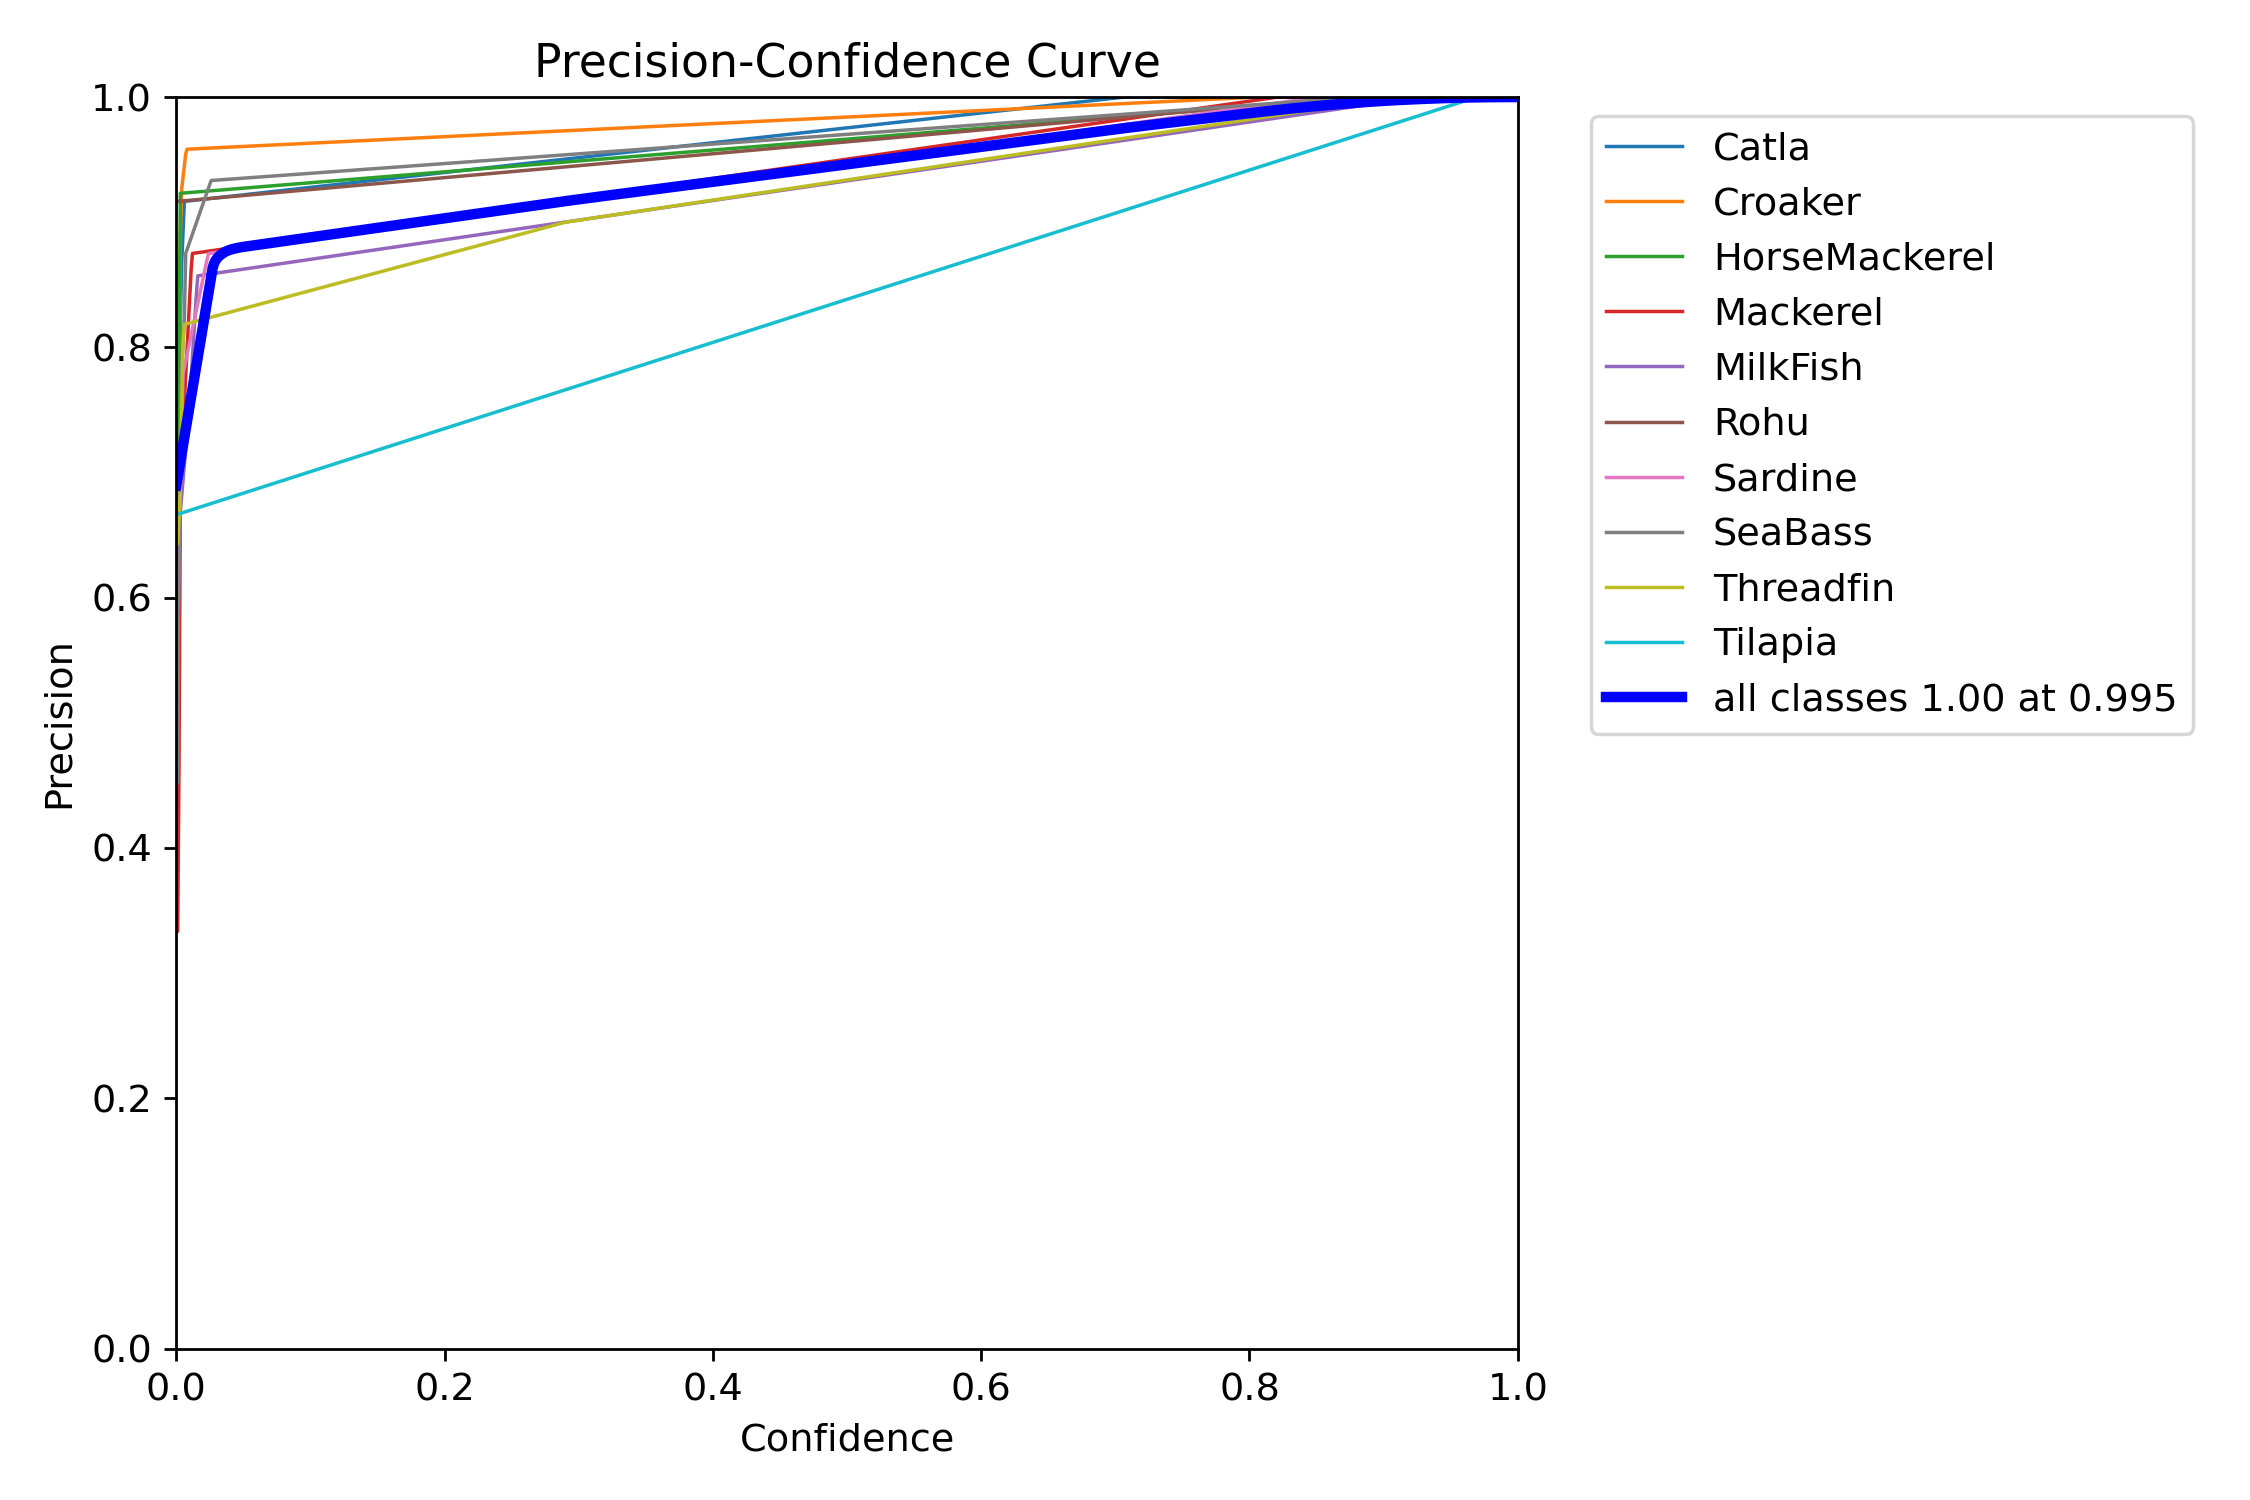 Precision-Confidence Curve
1.0
0.8
0.6
0.4
0.2
0.0
Precision
0.0 0.2 0.4 0.6 0.8 1.0
Confidence
Catla
Croaker
HorseMackerel
Mackerel
MilkFish
Rohu
Sardine
SeaBass
Threadfin
Tilapia
all classes 1.00 at 0.995